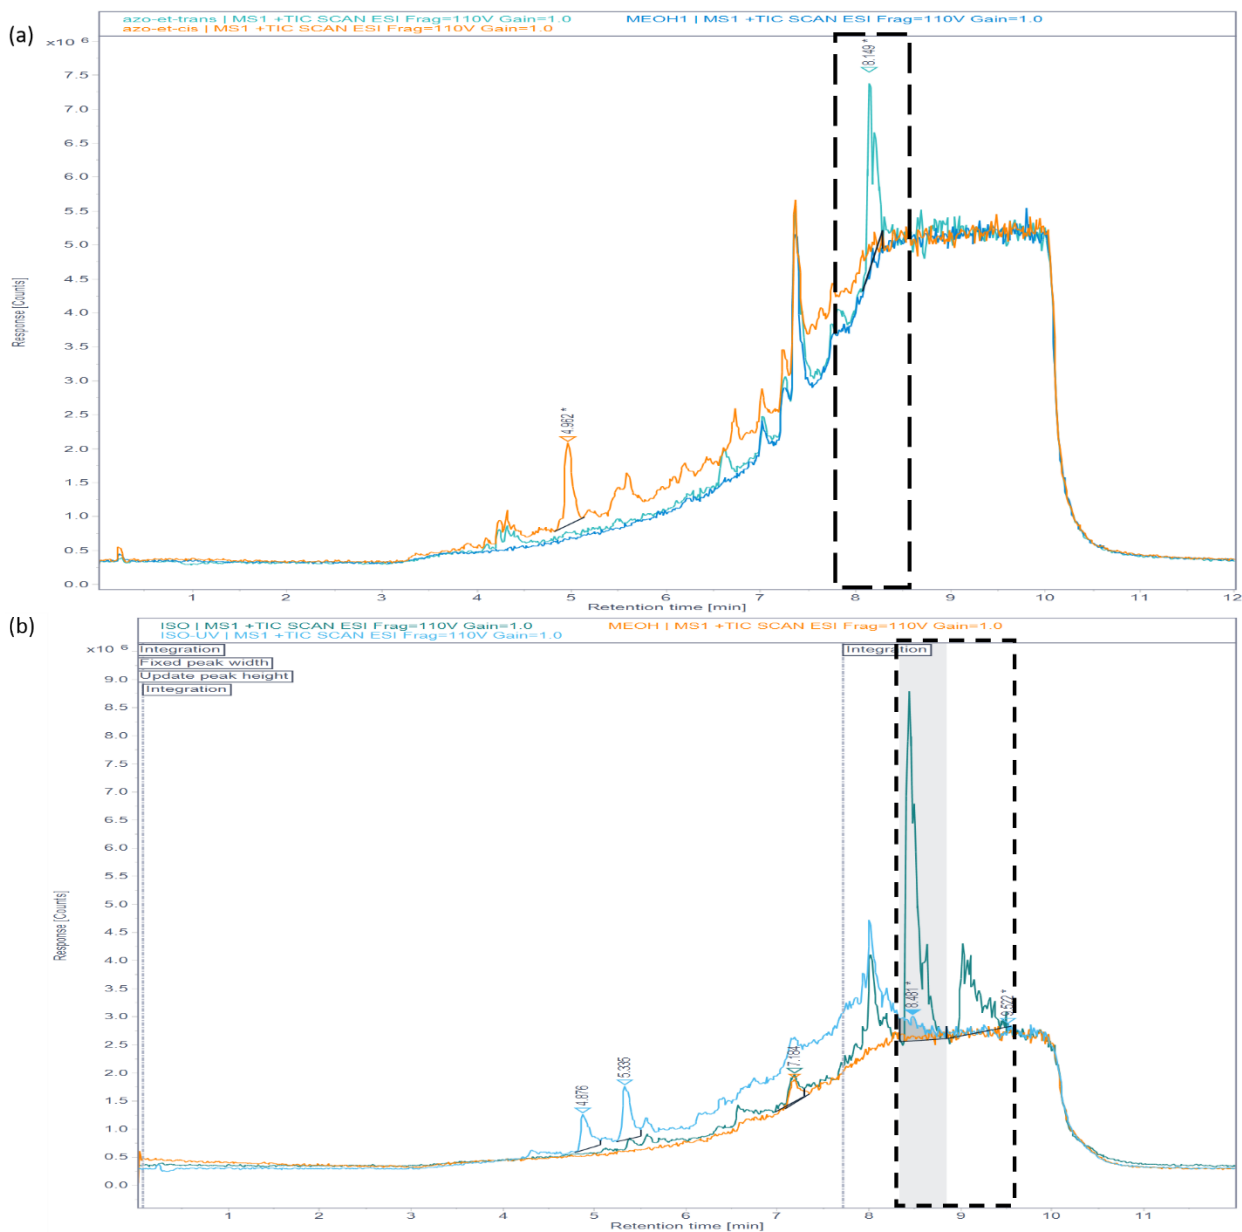 (a)
azo-et-trans | MS1 +TIC SCAN ESI Frag=110V Gain=1.0 MEOH1 | MS1 +TIC SCAN ESI Frag=110V Gain=1.0
azo-et-cis | MS1 +TIC SCAN ESI Frag=110V Gain=1.0
x10 6
7.5
7.0
6.5
6.0
5.5
5.0
4.5
4.0
3.5
3.0
2.5
2.0
1.5
1.0
0.5
0.0
Response [Counts]
4.962 *
8.149 *
1 2 3 4 5 6 7 8 9 10 11 12
Retention time [min]
(b)
ISO | MS1 +TIC SCAN ESI Frag=110V Gain=1.0 MEOH | MS1 +TIC SCAN ESI Frag=110V Gain=1.0
ISO-UV | MS1 +TIC SCAN ESI Frag=110V Gain=1.0
x10 6
Integration Integration
Fixed peak width
Update peak height
Integration
9.0
8.5
8.0
7.5
7.0
6.5
6.0
5.5
5.0
4.5
4.0
3.5
3.0
2.5
2.0
1.5
1.0
0.5
0.0
Response [Counts]
4.876
5.335
7.184
8.481 *
9.522 *
1 2 3 4 5 6 7 8 9 10 11
Retention time [min]